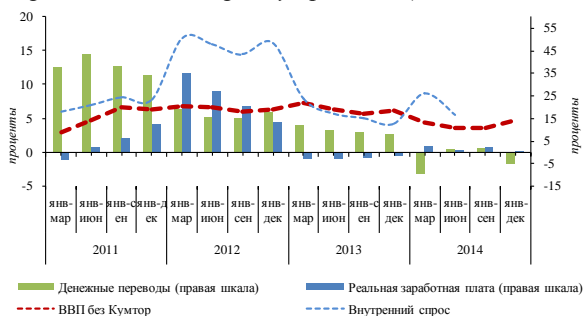 20
15
10
5
0
-5
проценты
55
45
35
25
15
5
-5
-15
проценты
янв-мар янв-июн янв-сен янв-дек янв-мар янв-июн янв-сен янв-дек янв-мар янв-июн янв-сен янв-дек янв-мар янв-июн янв-сен янв-дек
2011 2012 2013 2014
Денежные переводы (правая шкала) Реальная заработная плата (правая шкала)
ВВП без Кумтор Внутренний спрос